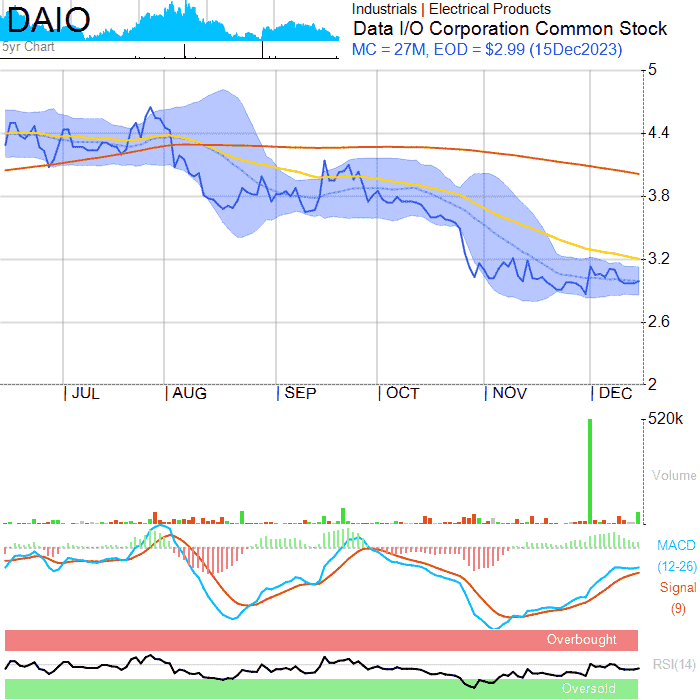 DAIO
5yr Chart
Industrials | Electrical Products
Data I/O Corporation Common Stock
MC = 27M, EOD = $2.99 (15Dec2023)
5
4.4
3.8
3.2
2.6
2
JUL
AUG
SEP
OCT
NOV
DEC
520k
Volume
MACD
(12-26)
Signal
(9)
Overbought
RSI(14)
Oversold